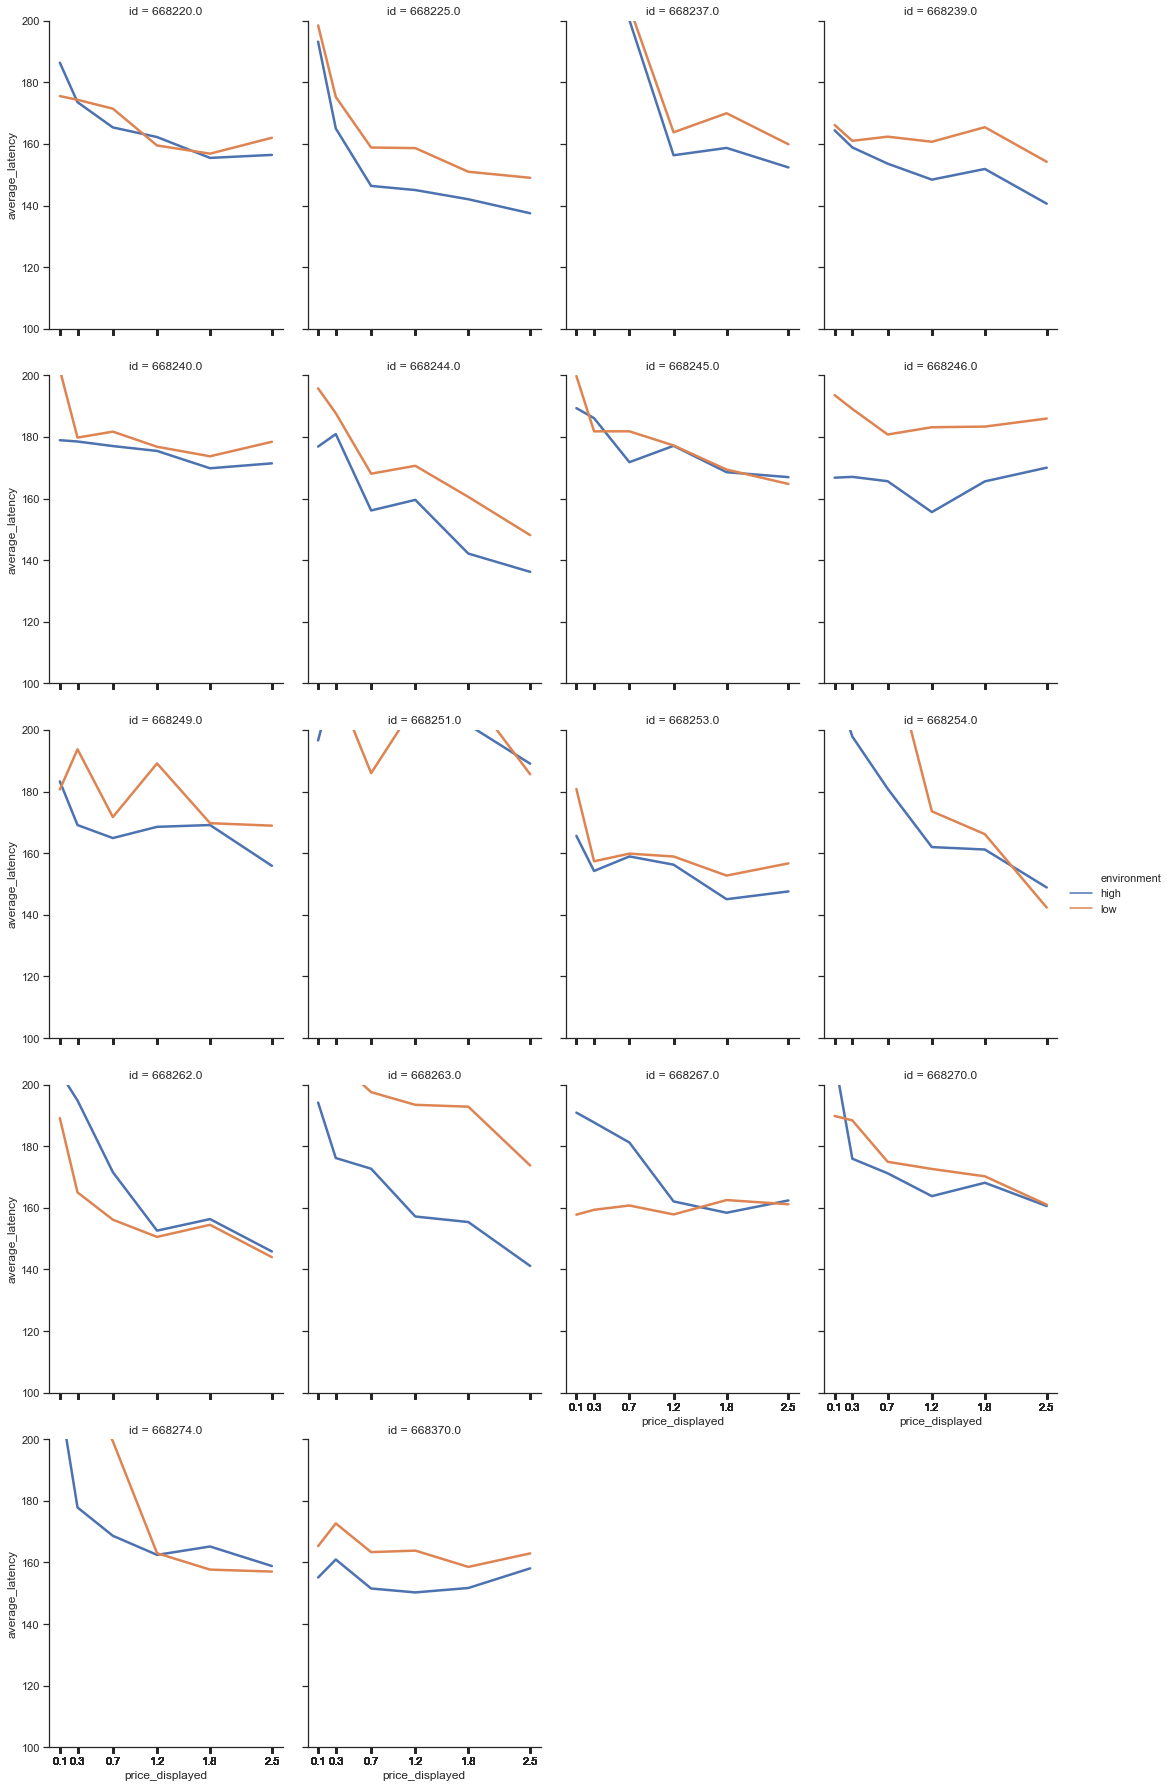 id = 668220.0
id = 668225.0
id = 668237.0
id = 668239.0
200
180
160
140
120
100
average_latency
id = 668240.0
id = 668244.0
id = 668245.0
id = 668246.0
200
180
160
140
120
100
average_latency
id = 668249.0
id = 668251.0
id = 668253.0
id = 668254.0
200
180
160
140
120
100
average_latency
environment
high
low
id = 668262.0
id = 668263.0
id = 668267.0
id = 668270.0
200
180
160
140
120
100
average_latency
0.1 0.3 0.7 1.2 1.8 2.5
price_displayed
0.1 0.3 0.7 1.2 1.8 2.5
price_displayed
id = 668274.0
id = 668370.0
200
180
160
140
120
100
average_latency
0.1 0.3 0.7 1.2 1.8 2.5
price_displayed
0.1 0.3 0.7 1.2 1.8 2.5
price_displayed